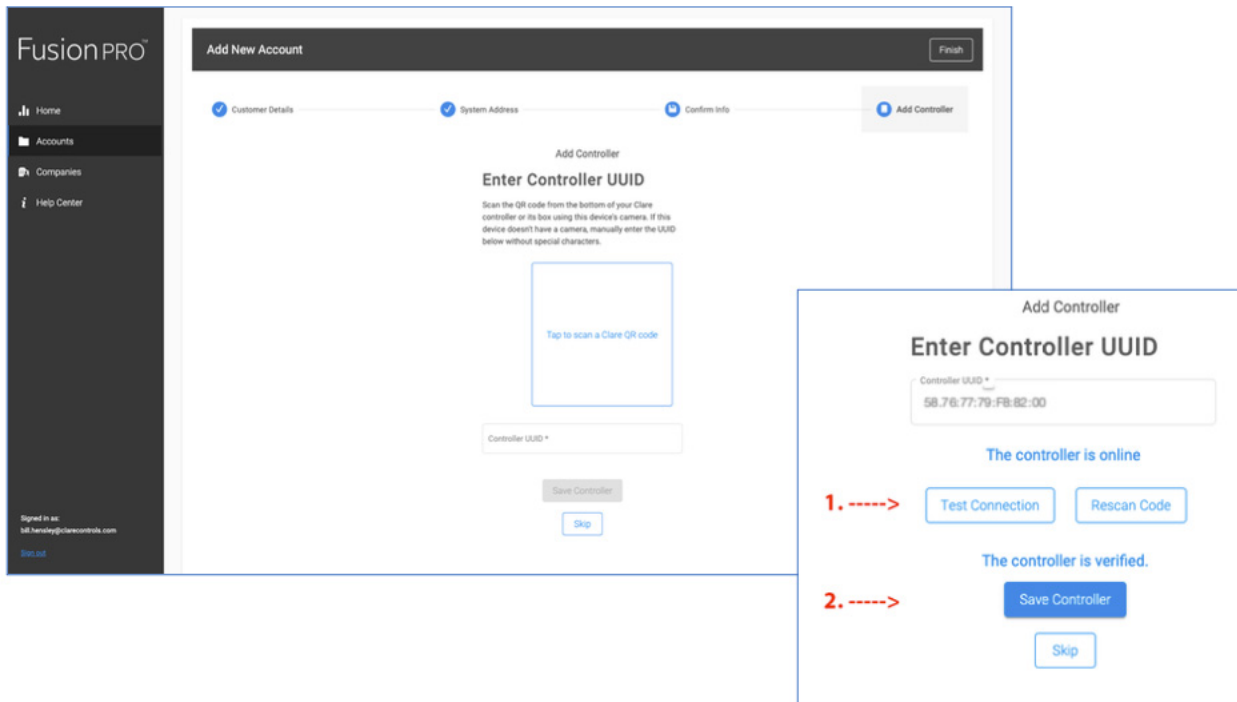 FusionPRO™
Home
Accounts
Companies
Help Center
Signed in as:
bill.hensley@clarecontrols.com
Sign out
Add New Account
Finish
Customer Details
System Address
Confirm Info
Add Controller
Add Controller
Enter Controller UUID
Scan the QR code from the bottom of your Clare
controller or its box using this device's camera. If this
device doesn't have a camera, manually enter the UUID
below without special characters.
Tap to scan a Clare QR code
Controller UUID *
Save Controller
Skip
Add Controller
Enter Controller UUID
Controller UUID *
58.76:77:79:F8:82:00
The controller is online
1. -----> Test Connection Rescan Code
The controller is verified.
2. -----> Save Controller
Skip